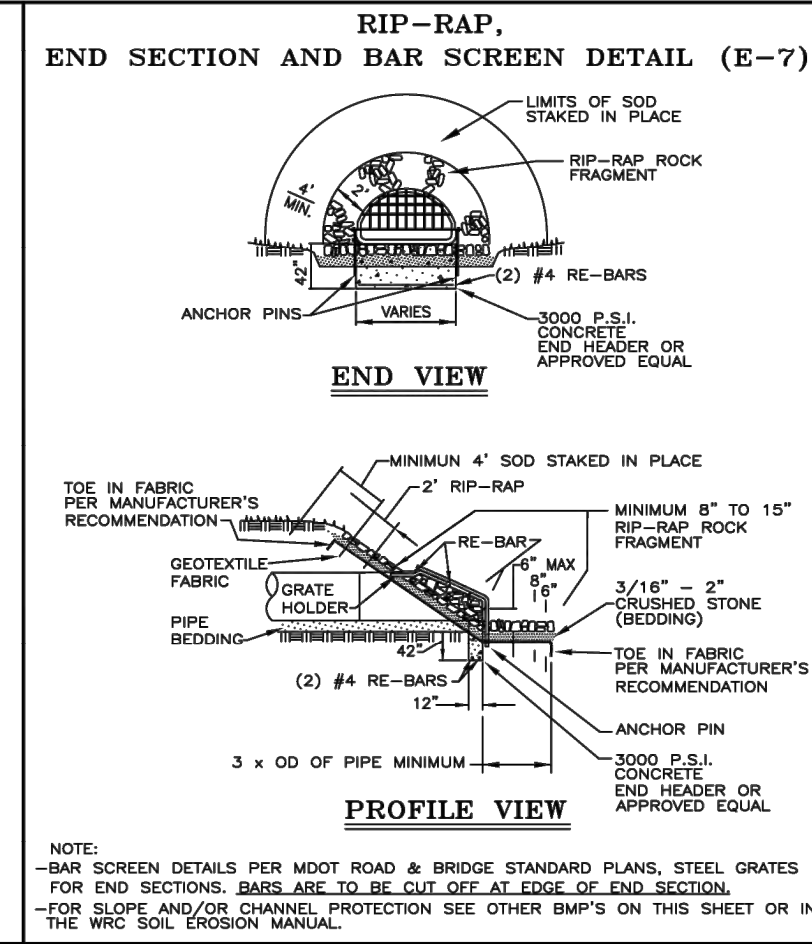 RIP-RAP,
END SECTION AND BAR SCREEN DETAIL (E-7)
LIMITS OF SOD
STAKED IN PLACE
RIP-RAP ROCK
FRAGMENT
4'
MIN.
2'
42"
(2) #4 RE-BARS
ANCHOR PINS
VARIES
3000 P.S.I.
CONCRETE
END HEADER OR
APPROVED EQUAL
END VIEW
MINIMUN 4' SOD STAKED IN PLACE
TOE IN FABRIC
PER MANUFACTURER'S
RECOMMENDATION
2' RIP-RAP
MINIMUM 8" TO 15"
RIP-RAP ROCK
FRAGMENT
RE-BAR
GEOTEXTILE
FABRIC
6" MAX
8"
6"
GRATE
HOLDER
3/16" - 2"
CRUSHED STONE
(BEDDING)
PIPE
BEDDING
42"
TOE IN FABRIC
PER MANUFACTURER'S
RECOMMENDATION
(2) #4 RE-BARS
12"
ANCHOR PIN
3 x OD OF PIPE MINIMUM
3000 P.S.I.
CONCRETE
END HEADER OR
APPROVED EQUAL
PROFILE VIEW
NOTE:
-BAR SCREEN DETAILS PER MDOT ROAD & BRIDGE STANDARD PLANS, STEEL GRATES
FOR END SECTIONS. BARS ARE TO BE CUT OFF AT EDGE OF END SECTION.
-FOR SLOPE AND/OR CHANNEL PROTECTION SEE OTHER BMP'S ON THIS SHEET OR IN
THE WRC SOIL EROSION MANUAL.